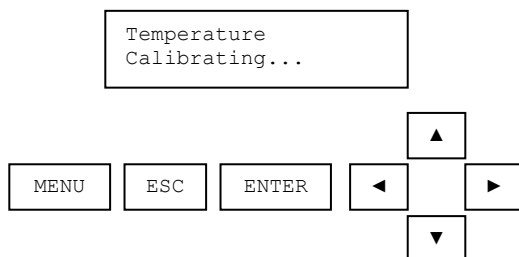 Temperature
Calibrating...
▲
MENU ESC ENTER ◄ ►
▼